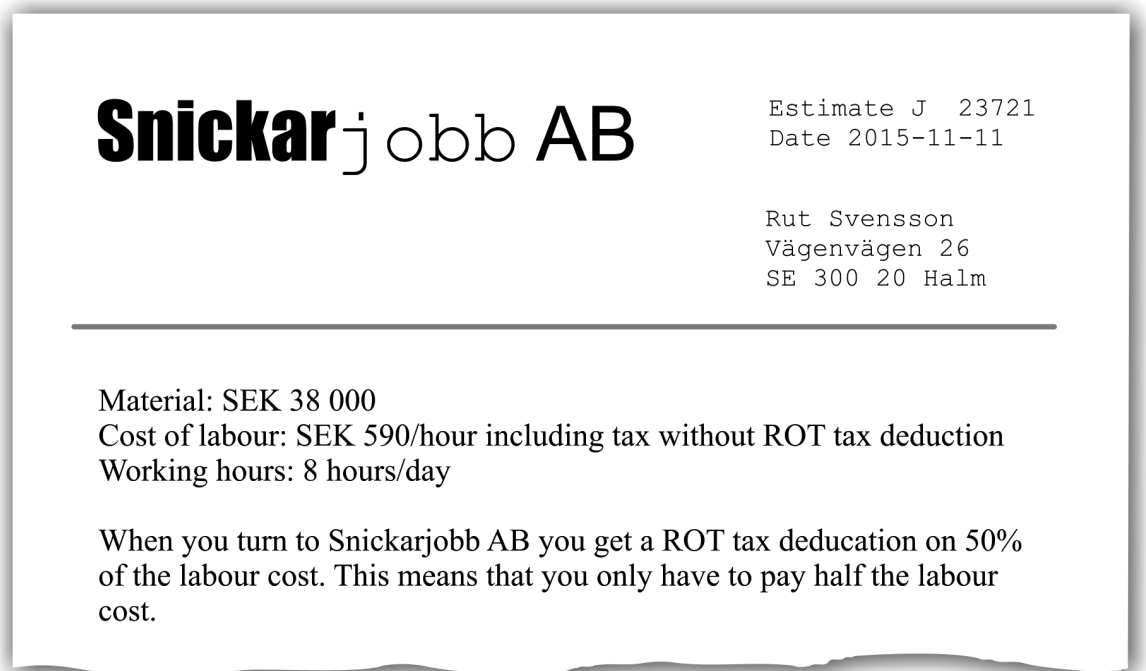 Snickarjobb AB
Estimate J 23721
Date 2015-11-11
Rut Svensson
Vägenvägen 26
SE 300 20 Halm
Material: SEK 38 000
Cost of labour: SEK 590/hour including tax without ROT tax deduction
Working hours: 8 hours/day
When you turn to Snickarjobb AB you get a ROT tax deducation on 50%
of the labour cost. This means that you only have to pay half the labour
cost.